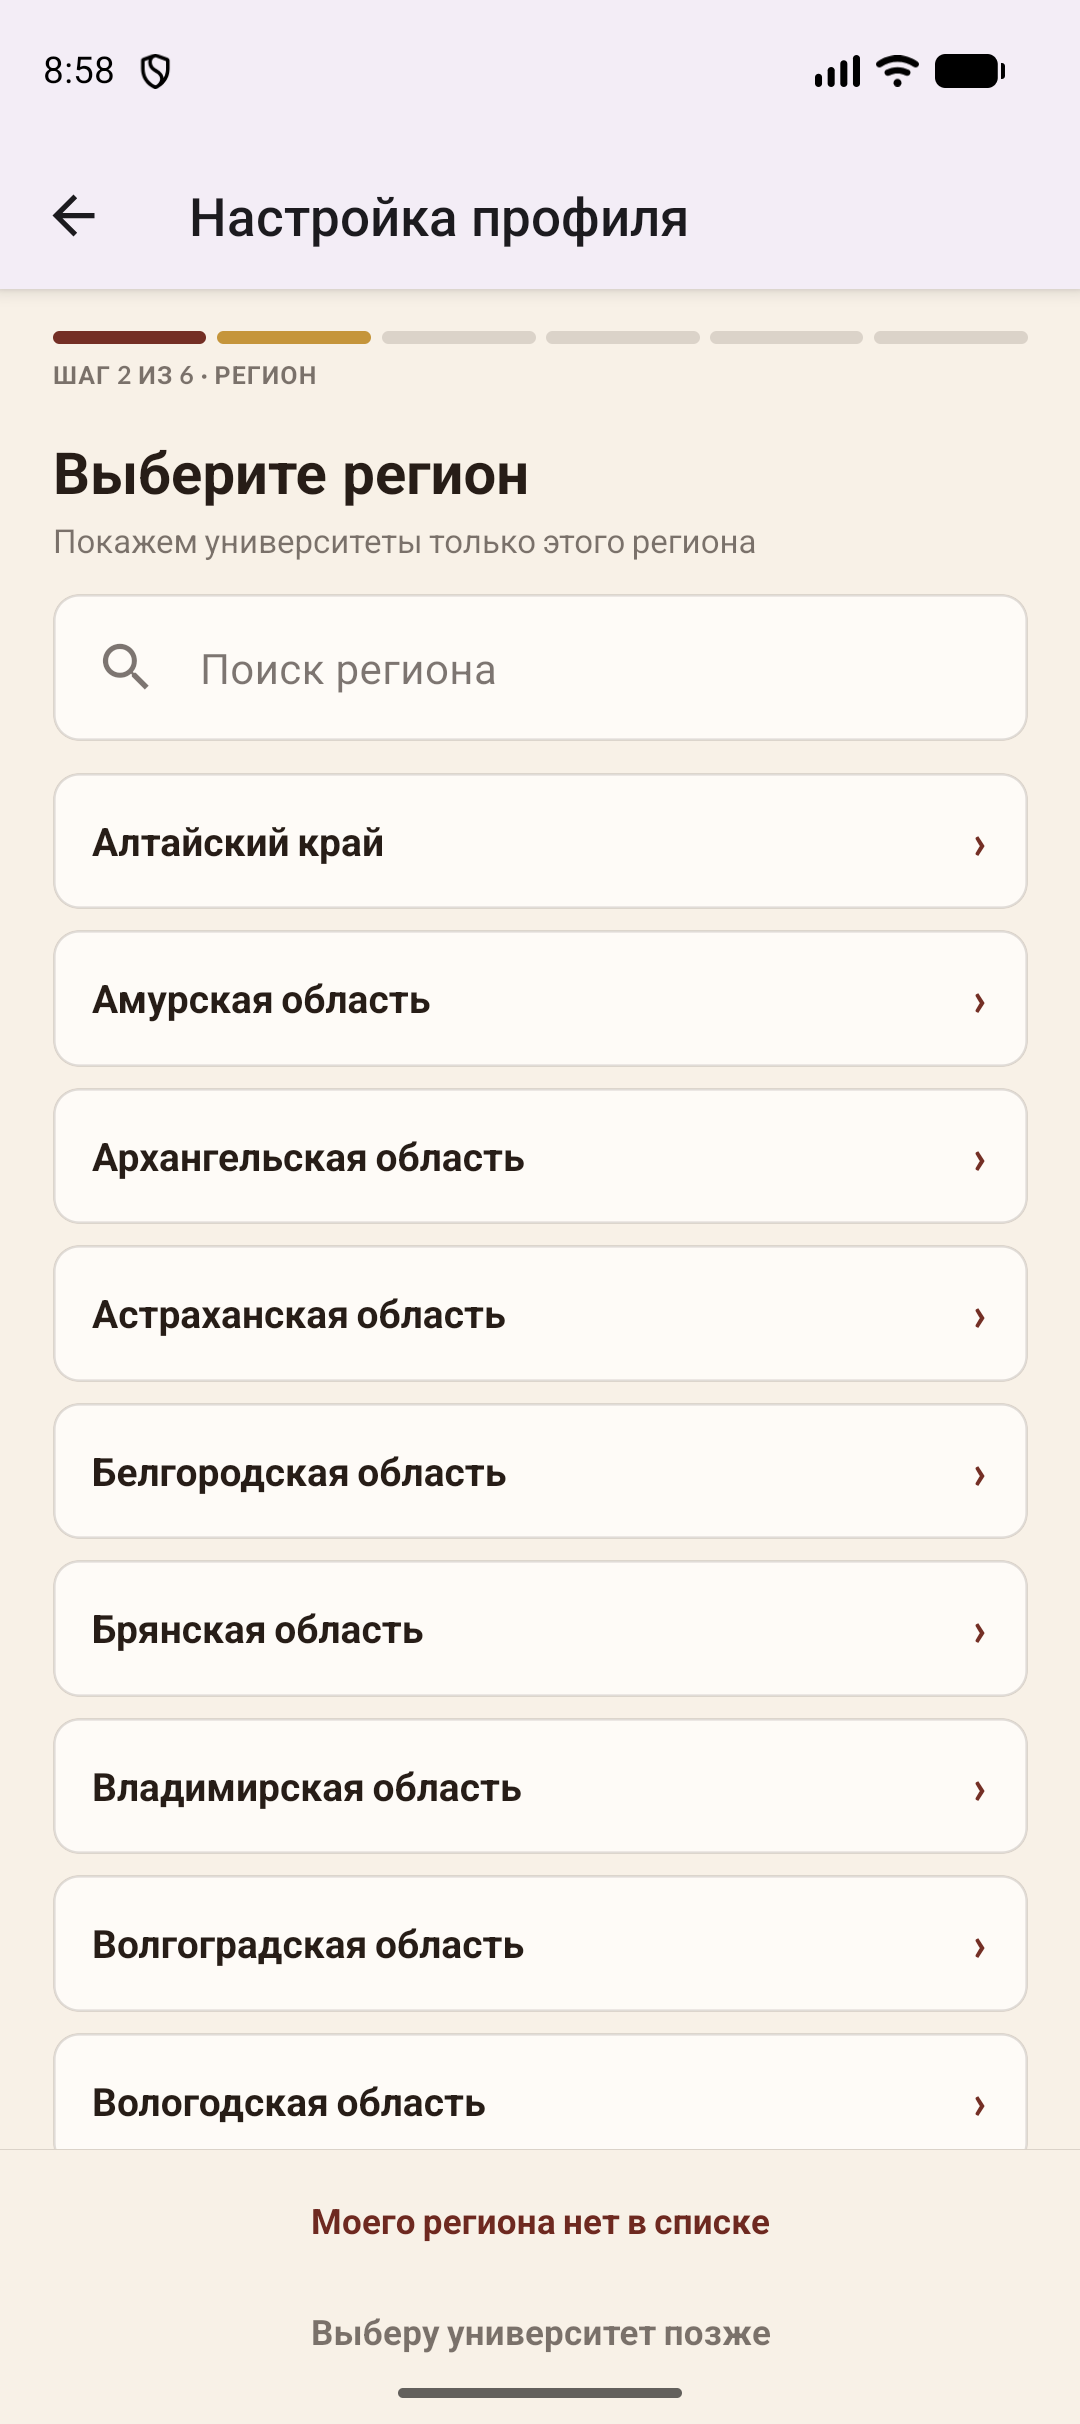 8:58
Настройка профиля
ШАГ 2 ИЗ 6 · РЕГИОН
Выберите регион
Покажем университеты только этого региона
Поиск региона
Алтайский край ›
Амурская область ›
Архангельская область ›
Астраханская область ›
Белгородская область ›
Брянская область ›
Владимирская область ›
Волгоградская область ›
Вологодская область ›
Моего региона нет в списке
Выберу университет позже